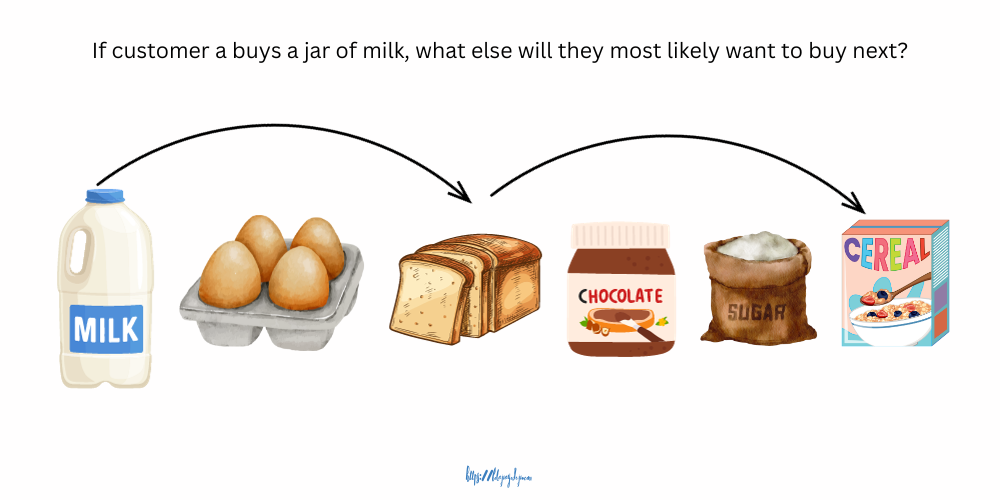 If customer a buys a jar of milk, what else will they most likely want to buy next?
MILK
CHOCOLATE
SUGAR
CEREAL